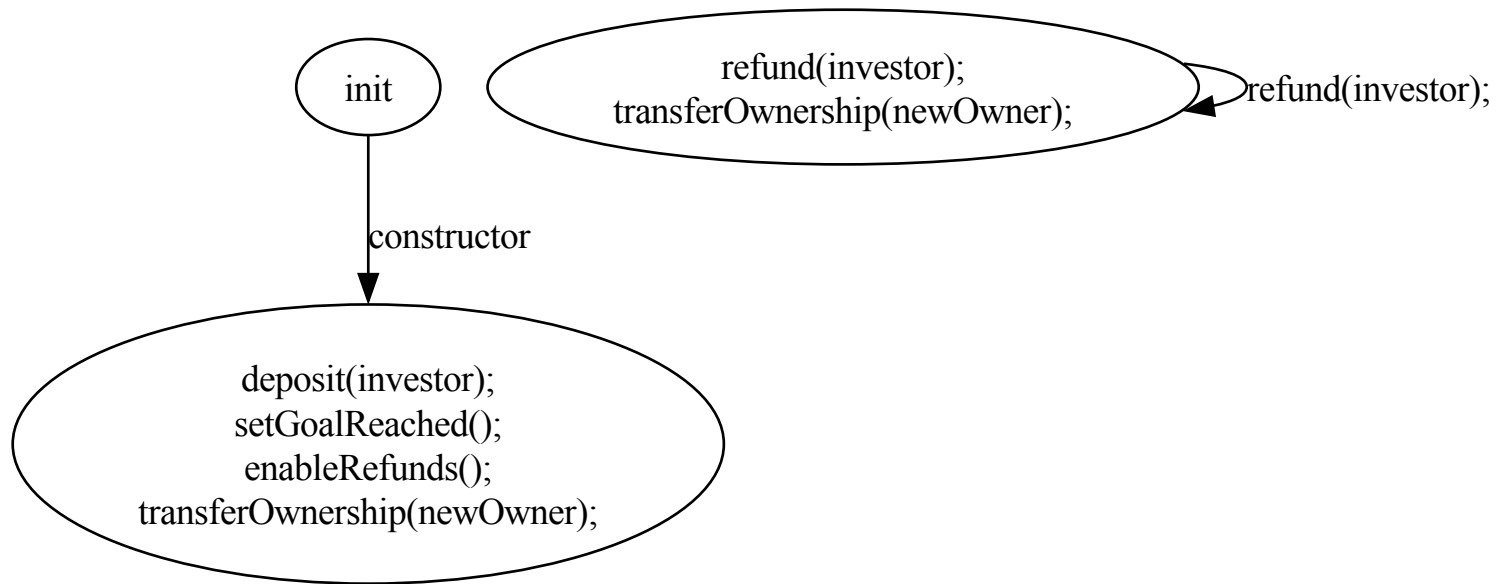 init
refund(investor);
transferOwnership(newOwner);
refund(investor);
constructor
deposit(investor);
setGoalReached();
enableRefunds();
transferOwnership(newOwner);